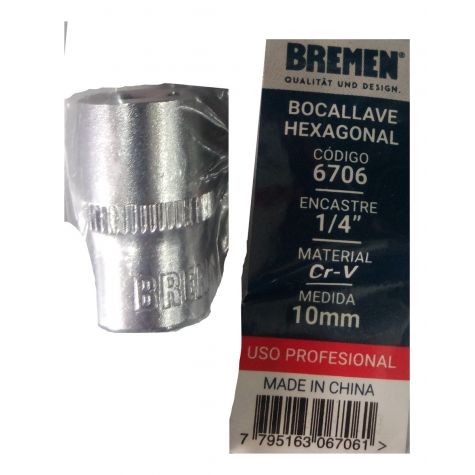 BREMEN®
QUALITÄT UND DESIGN.
BOCALLAVE
HEXAGONAL
CÓDIGO
6706
ENCASTRE
1/4”
MATERIAL
Cr-V
MEDIDA
10mm
USO PROFESIONAL
MADE IN CHINA
7 795163 067061 >
BREM